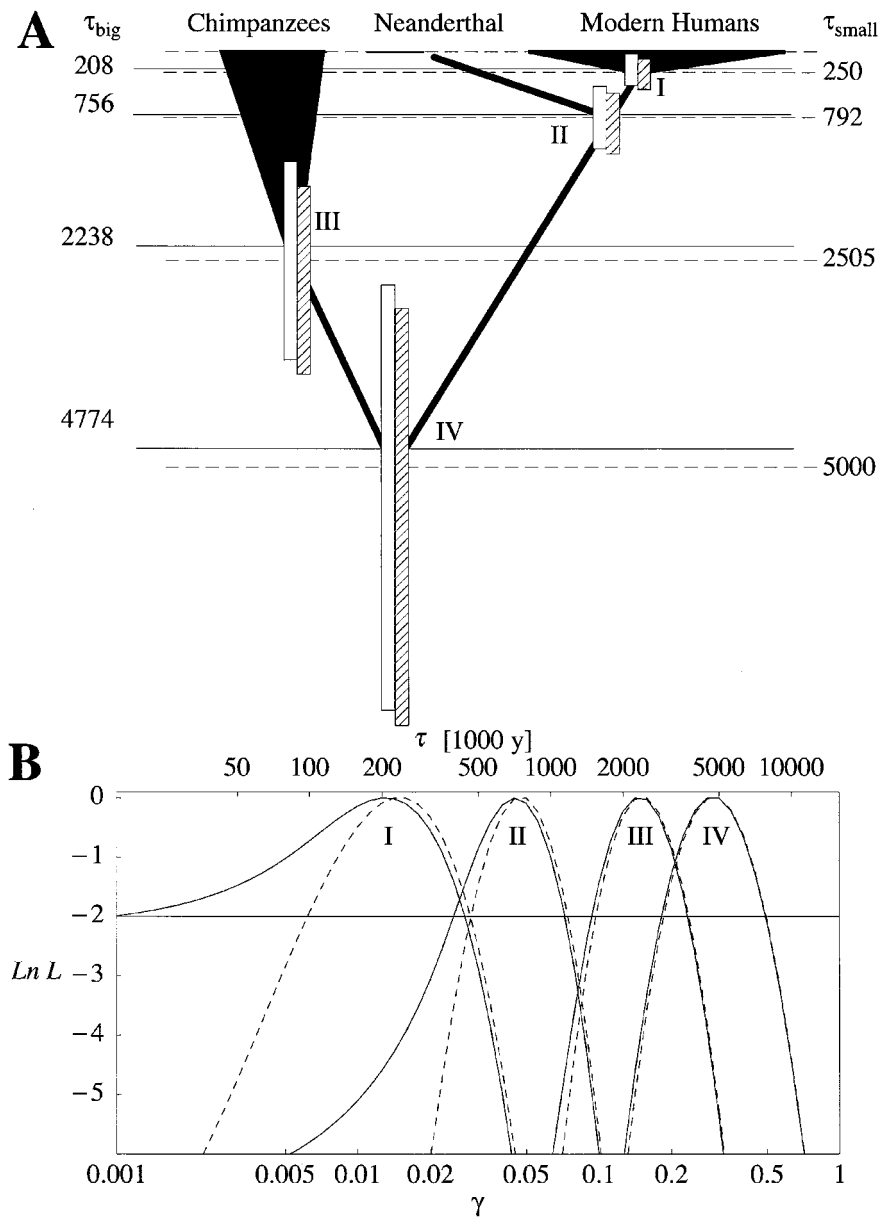 A
τbig Chimpanzees Neanderthal Modern Humans τsmall
208 250
I
756 792
II
III
2238 2505
4774 IV
5000
B
τ [1000 y]
50 100 200 500 1000 2000 5000 10000
0
I II III IV
−1
−2
Ln L −3
−4
−5
0.001 0.005 0.01 0.02 0.05 0.1 0.2 0.5 1
γ